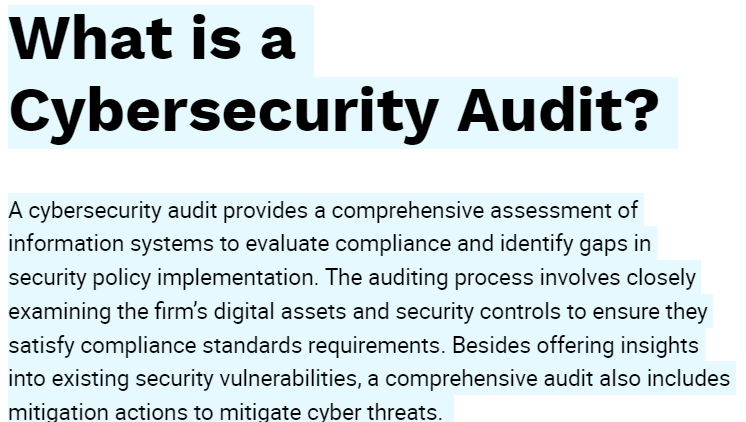 What is a
Cybersecurity Audit?
A cybersecurity audit provides a comprehensive assessment of
information systems to evaluate compliance and identify gaps in
security policy implementation. The auditing process involves closely
examining the firm’s digital assets and security controls to ensure they
satisfy compliance standards requirements. Besides offering insights
into existing security vulnerabilities, a comprehensive audit also includes
mitigation actions to mitigate cyber threats.